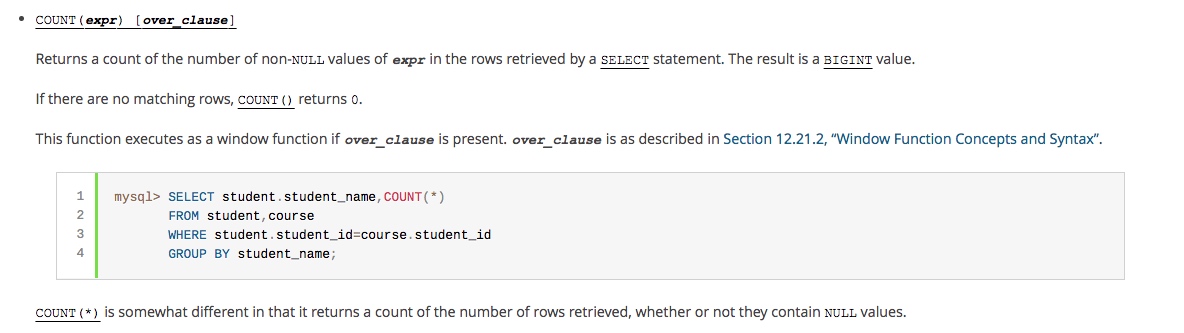 • COUNT(expr) [over_clause]
Returns a count of the number of non-NULL values of expr in the rows retrieved by a SELECT statement. The result is a BIGINT value.
If there are no matching rows, COUNT() returns 0.
This function executes as a window function if over_clause is present. over_clause is as described in Section 12.21.2, “Window Function Concepts and Syntax”.
1 mysql> SELECT student.student_name,COUNT(*)
2 FROM student,course
3 WHERE student.student_id=course.student_id
4 GROUP BY student_name;
COUNT(*) is somewhat different in that it returns a count of the number of rows retrieved, whether or not they contain NULL values.